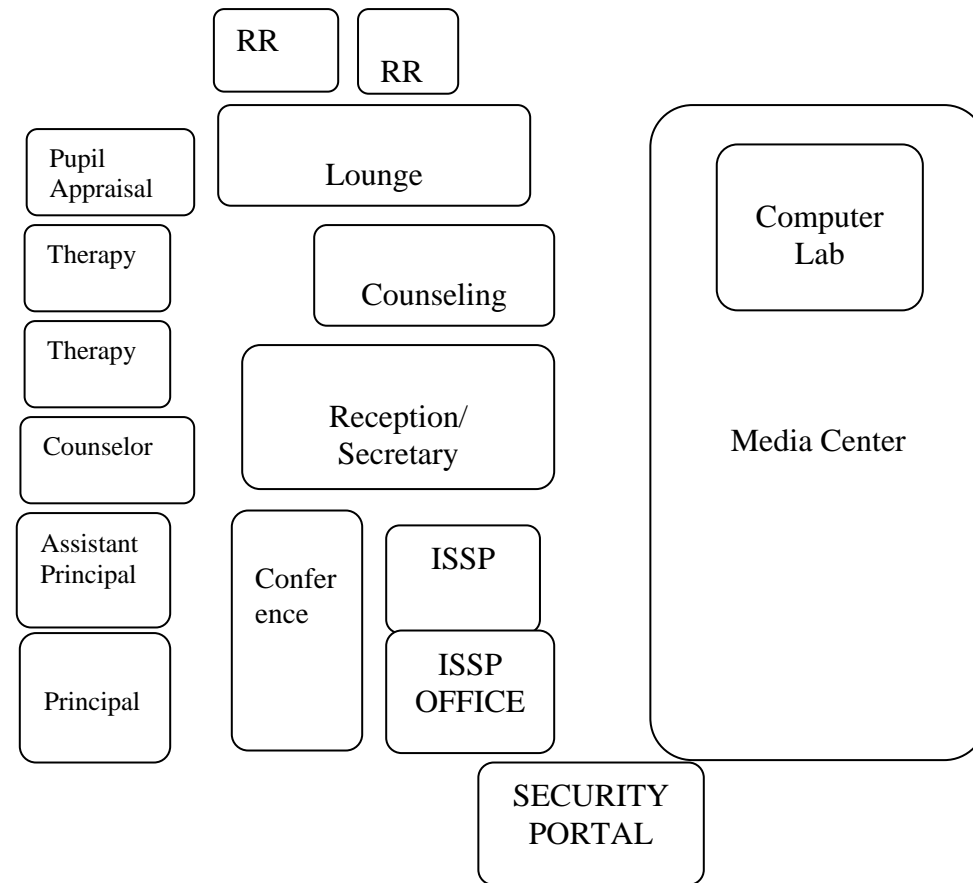 RR
RR
Pupil
Appraisal
Lounge
Computer
Lab
Therapy
Counseling
Therapy
Reception/
Secretary
Media Center
Counselor
Assistant
Principal
Confer
ence
ISSP
Principal
ISSP
OFFICE
SECURITY
PORTAL